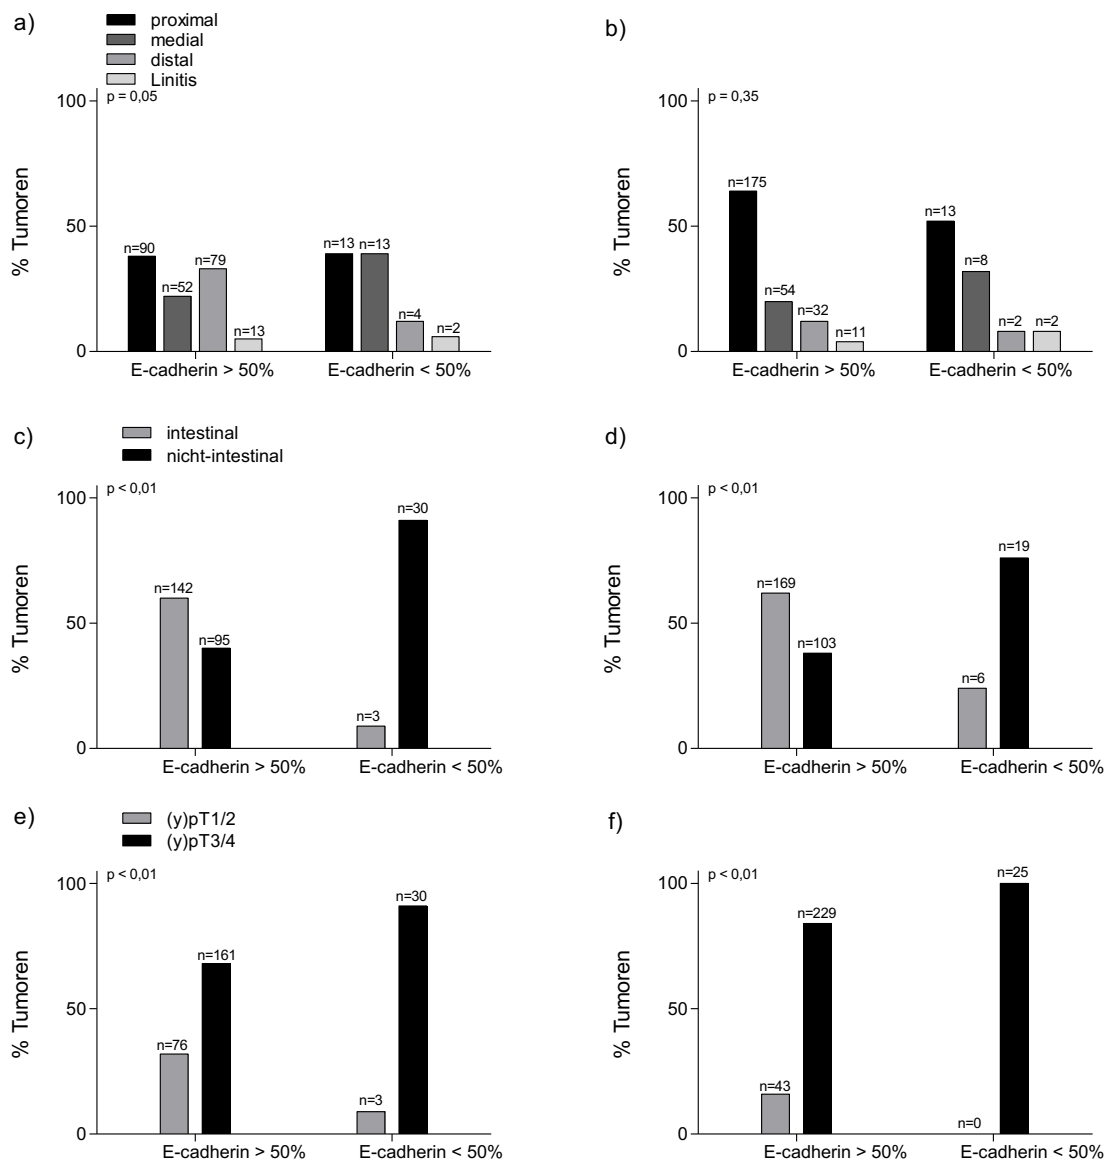 a)
proximal
medial
distal
Linitis
p = 0,05
100
50
0
% Tumoren
n=90
n=52
n=79
n=13
n=13
n=13
n=4
n=2
E-cadherin > 50%
E-cadherin < 50%
b)
p = 0,35
100
50
0
% Tumoren
n=175
n=54
n=32
n=11
n=13
n=8
n=2
n=2
E-cadherin > 50%
E-cadherin < 50%
c)
intestinal
nicht-intestinal
p < 0,01
100
50
0
% Tumoren
n=142
n=95
n=3
n=30
E-cadherin > 50%
E-cadherin < 50%
d)
p < 0,01
100
50
0
% Tumoren
n=169
n=103
n=6
n=19
E-cadherin > 50%
E-cadherin < 50%
e)
(y)pT1/2
(y)pT3/4
p < 0,01
100
50
0
% Tumoren
n=76
n=161
n=3
n=30
E-cadherin > 50%
E-cadherin < 50%
f)
p < 0,01
100
50
0
% Tumoren
n=43
n=229
n=0
n=25
E-cadherin > 50%
E-cadherin < 50%